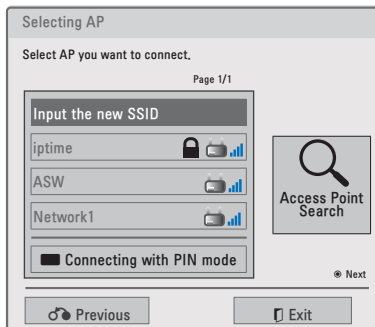 Selecting AP
Select AP you want to connect.
Page 1/1
Input the new SSID
iptime
ASW
Network1
Connecting with PIN mode
Access Point
Search
Next
Previous
Exit